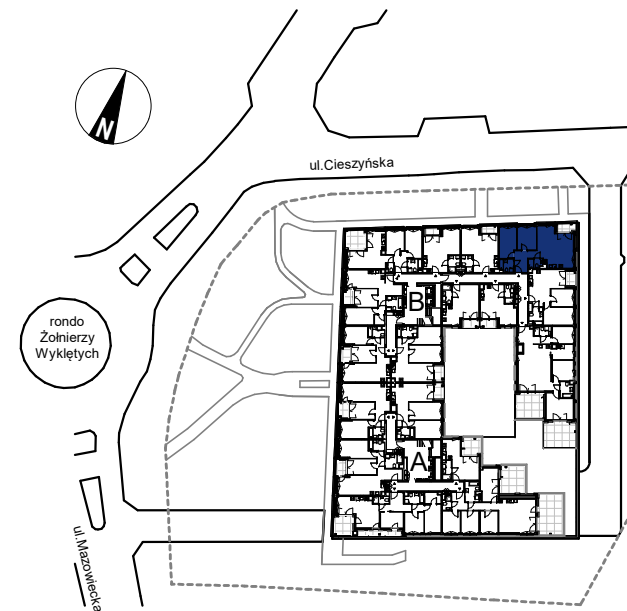 N
ul.Cieszyńska
B
rondo
Żołnierzy
Wyklętych
A
ul.Mazowiecka